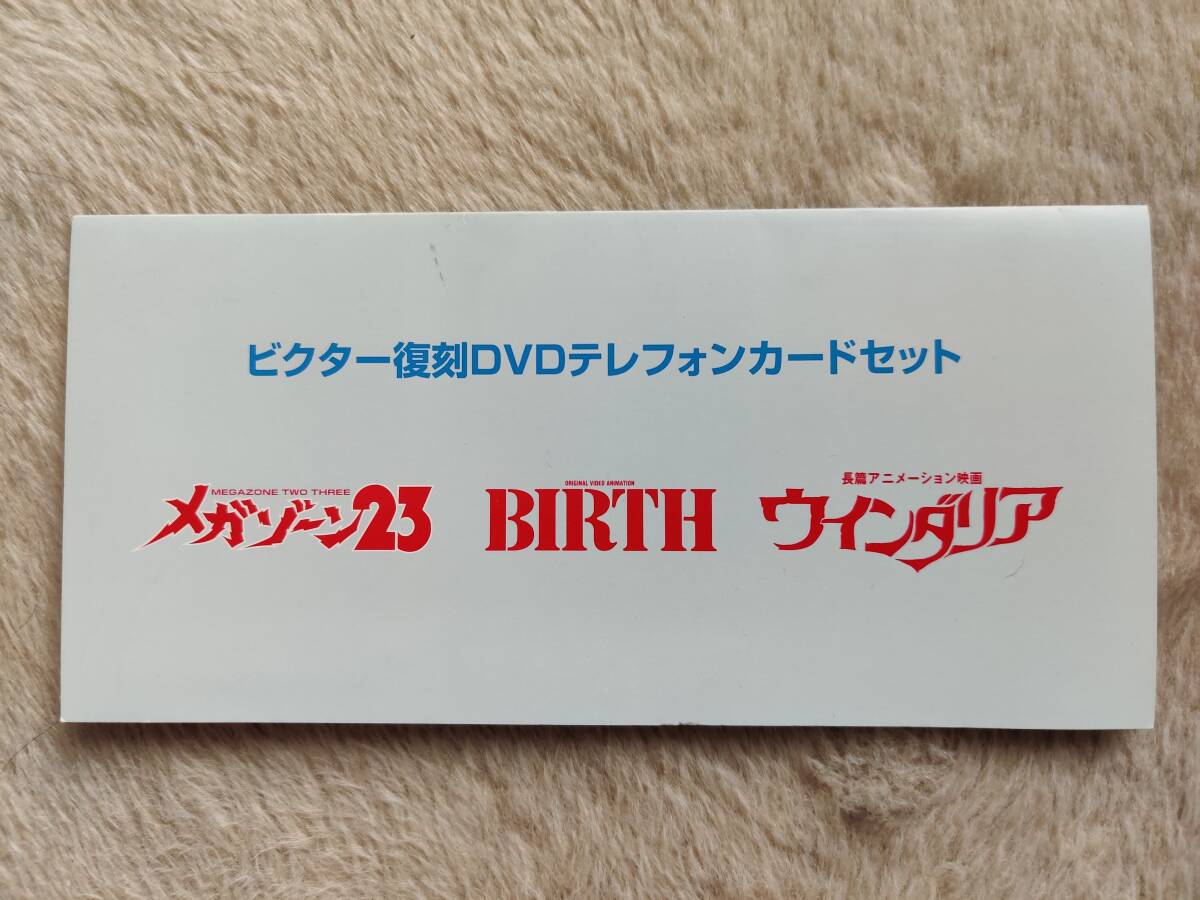 ビクター復刻DVDテレフォンカードセット
MEGAZONE TWO THREE
メガゾーン23
ORIGINAL VIDEO ANIMATION
BIRTH
長篇アニメーション映画
ウインダリア